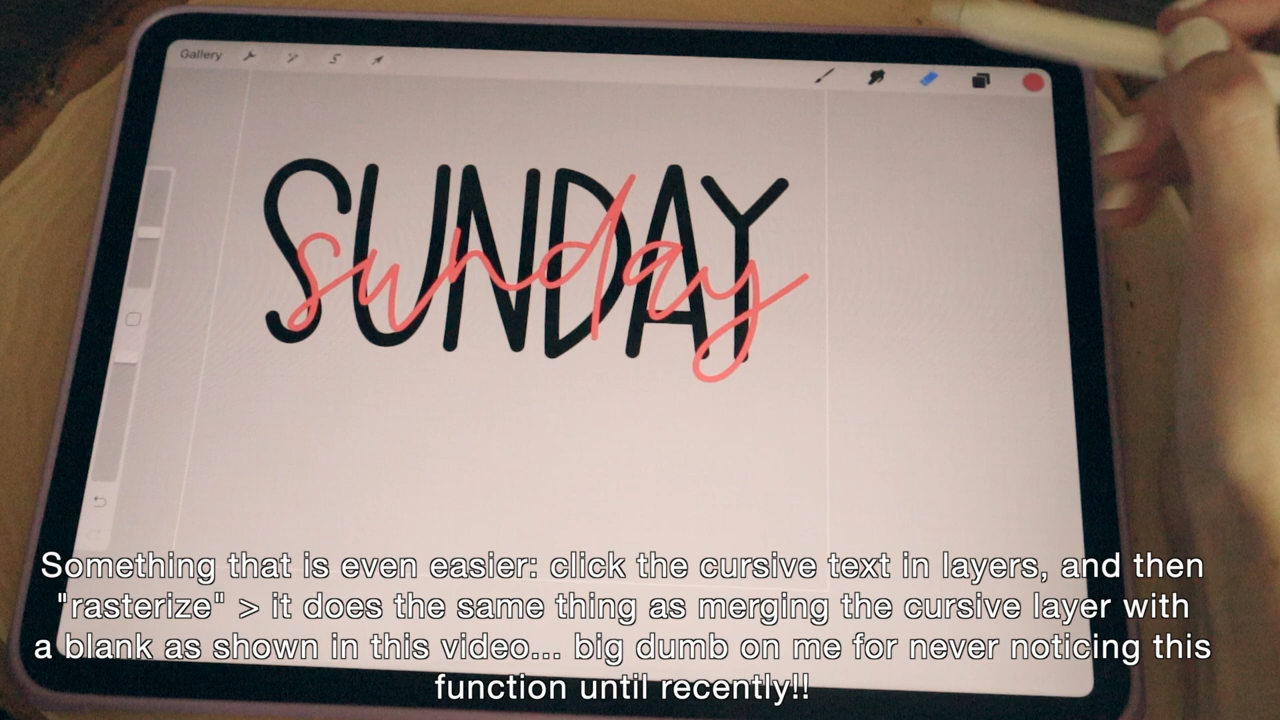 Gallery
SUNDAY
sunday
Something that is even easier: click the cursive text in layers, and then
"rasterize" > it does the same thing as merging the cursive layer with
a blank as shown in this video... big dumb on me for never noticing this
function until recently!!